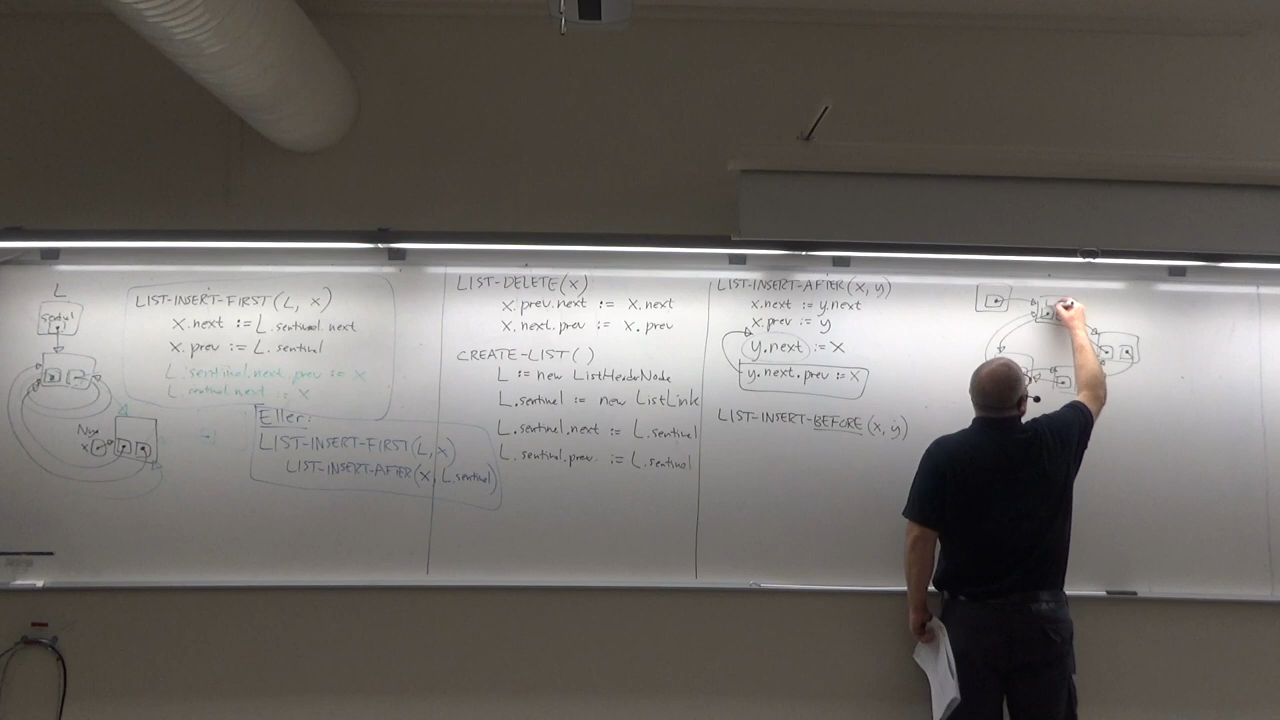 L
LIST-INSERT-FIRST(L, x)
x.next := L.sentinel.next
x.prev := L.sentinel
L.sentinel.next.prev := x
L.sentinel.next := x
Nya
x
Eller:
LIST-INSERT-FIRST(L, x)
LIST-INSERT-AFTER(x, L.sentinel)
LIST-DELETE(x)
x.prev.next := x.next
x.next.prev := x.prev
CREATE-LIST()
L := new ListHeaderNode
L.sentinel := new ListLink
L.sentinel.next := L.sentinel
L.sentinel.prev. := L.sentinel
LIST-INSERT-AFTER(x, y)
x.next := y.next
x.prev := y
y.next := x
y.next.prev := x
LIST-INSERT-BEFORE(x, y)